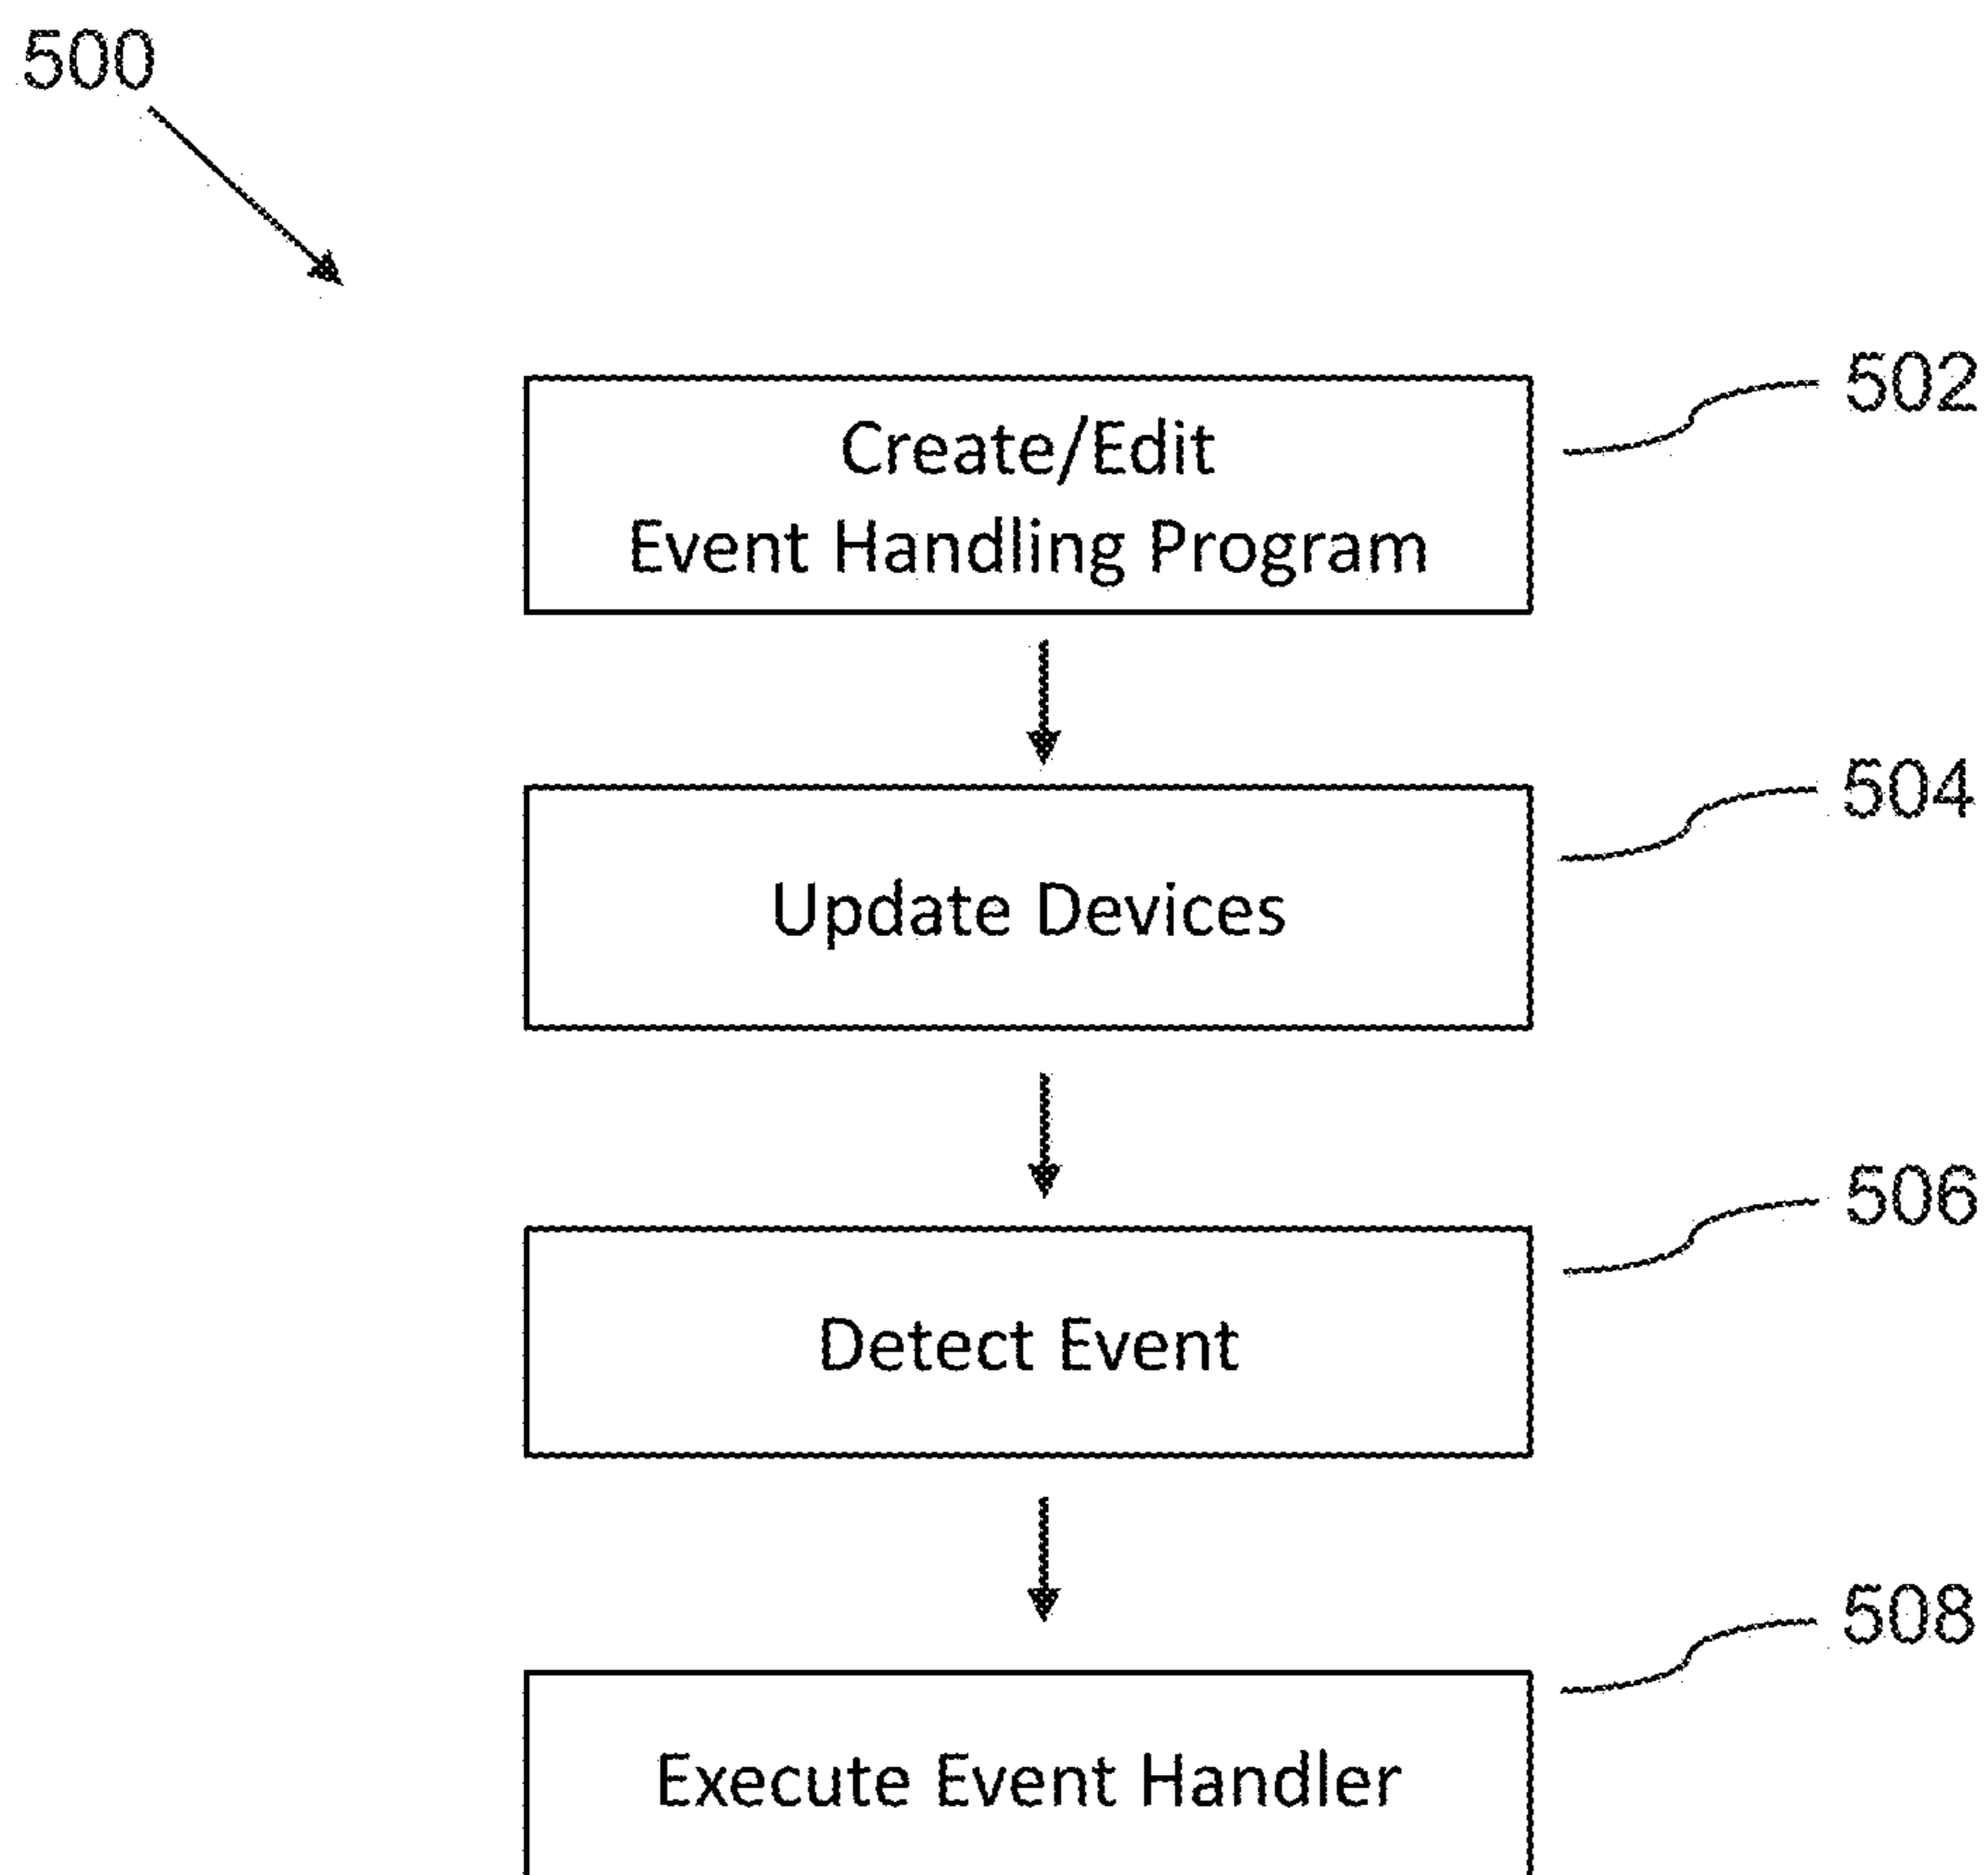 500
502
Create/Edit
Event Handling Program
504
Update Devices
506
Detect Event
508
Execute Event Handler